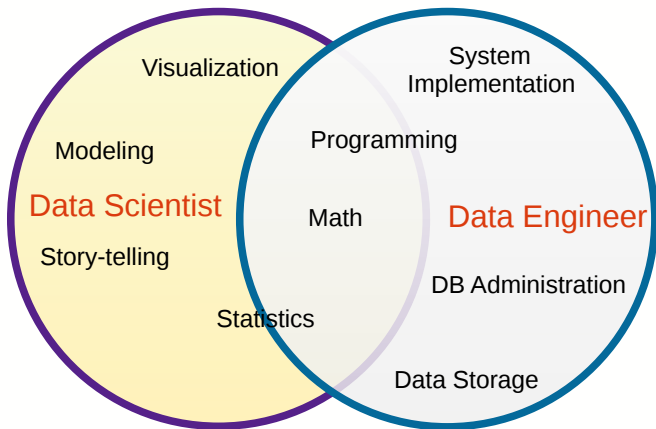 Visualization
System
Implementation
Programming
Modeling
Data Scientist
Math
Data Engineer
Story-telling
DB Administration
Statistics
Data Storage